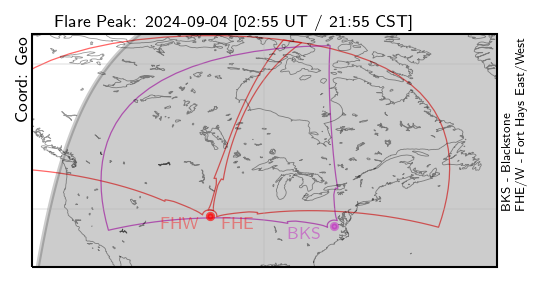 Flare Peak: 2024-09-04 [02:55 UT / 21:55 CST]
Coord: Geo
FHW
FHE
BKS
BKS - Blackstone
FHE/W - Fort Hays East/West